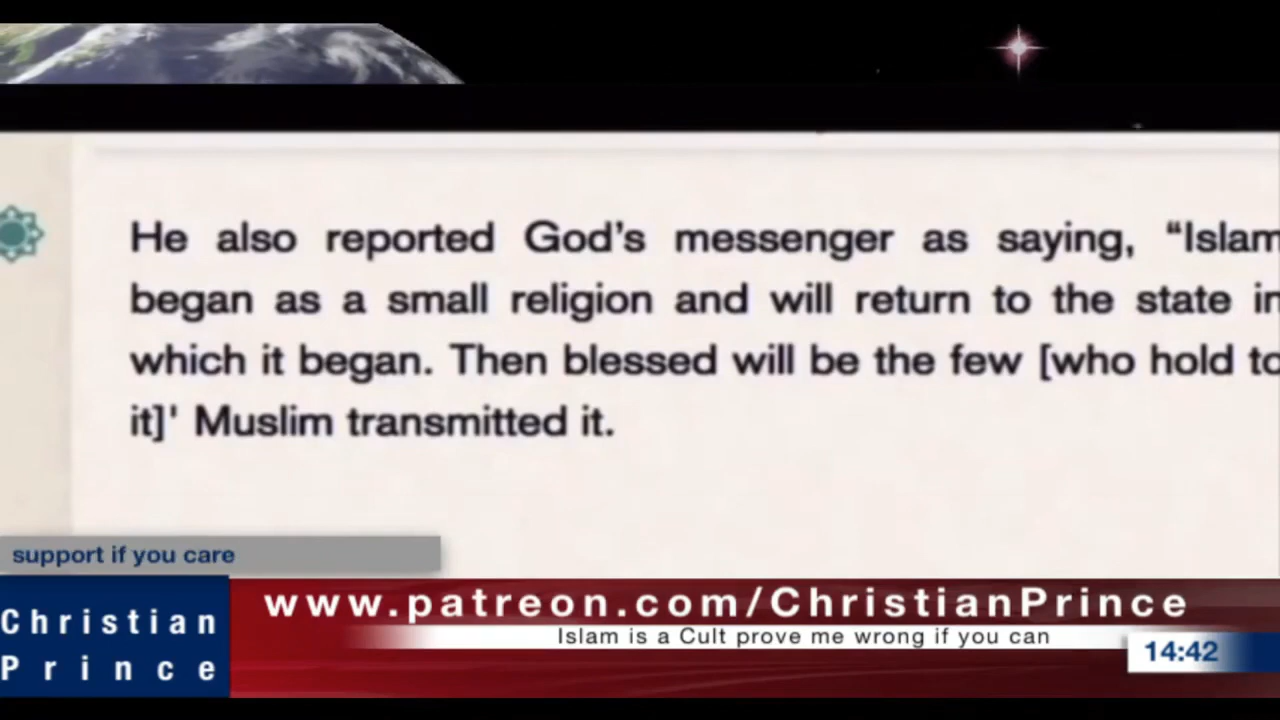 He also reported God's messenger as saying, “Islam
began as a small religion and will return to the state in
which it began. Then blessed will be the few [who hold to
it]' Muslim transmitted it.
support if you care
Christian
Prince
www.patreon.com/ChristianPrince
Islam is a Cult prove me wrong if you can
14:42